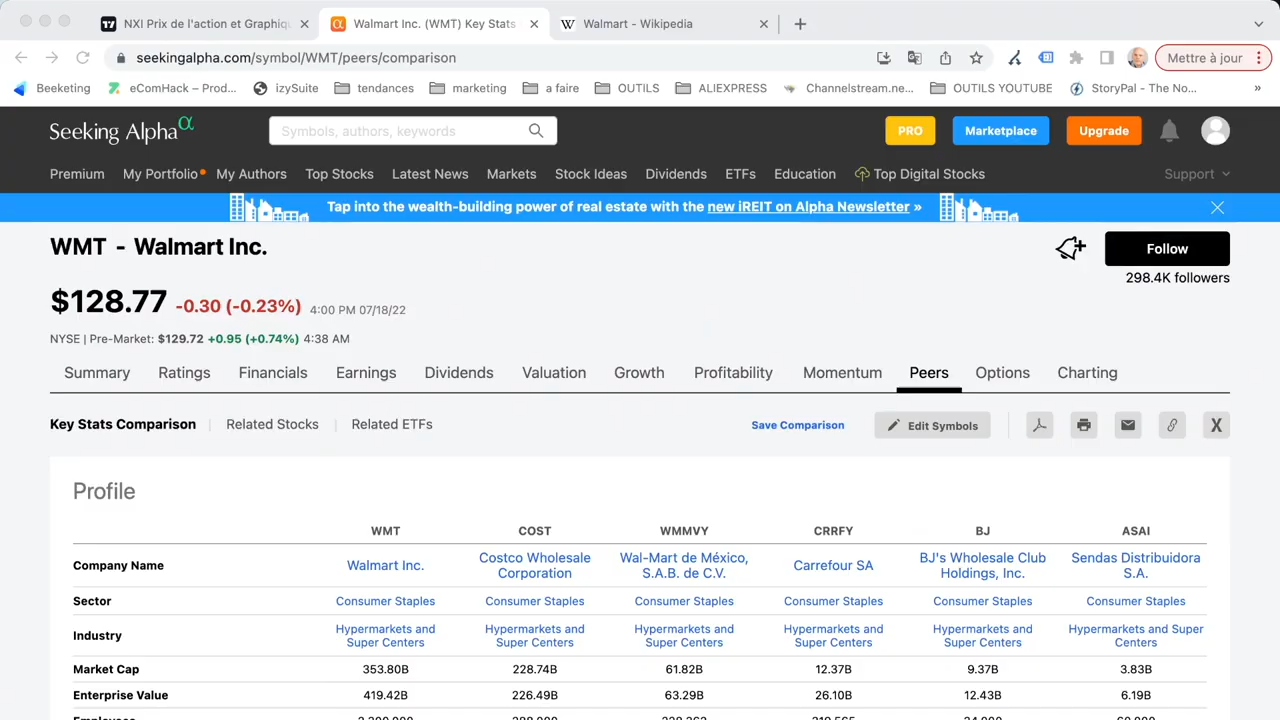 NXI Prix de l'action et Graphiqu
Walmart Inc. (WMT) Key Stats
Walmart - Wikipedia
seekingalpha.com/symbol/WMT/peers/comparison
Mettre à jour
Beeketing
eComHack – Prod...
izySuite
tendances
marketing
a faire
OUTILS
ALIEXPRESS
Channelstream.ne...
OUTILS YOUTUBE
StoryPal - The No...
»
Seeking Alpha α
Symbols, authors, keywords
PRO
Marketplace
Upgrade
Premium
My Portfolio
My Authors
Top Stocks
Latest News
Markets
Stock Ideas
Dividends
ETFs
Education
Top Digital Stocks
Support
Tap into the wealth-building power of real estate with the new iREIT on Alpha Newsletter »
WMT - Walmart Inc.
Follow
298.4K followers
$128.77 -0.30 (-0.23%) 4:00 PM 07/18/22
NYSE | Pre-Market: $129.72 +0.95 (+0.74%) 4:38 AM
Summary
Ratings
Financials
Earnings
Dividends
Valuation
Growth
Profitability
Momentum
Peers
Options
Charting
Key Stats Comparison
Related Stocks
Related ETFs
Save Comparison
Edit Symbols
X
Profile
WMT COST WMMVY CRRFY BJ ASAI
Company Name
Walmart Inc.
Costco Wholesale
Corporation
Wal-Mart de México,
S.A.B. de C.V.
Carrefour SA
BJ's Wholesale Club
Holdings, Inc.
Sendas Distribuidora
S.A.
Sector Consumer Staples Consumer Staples Consumer Staples Consumer Staples Consumer Staples Consumer Staples
Industry
Hypermarkets and
Super Centers
Hypermarkets and
Super Centers
Hypermarkets and
Super Centers
Hypermarkets and
Super Centers
Hypermarkets and
Super Centers
Hypermarkets and Super
Centers
Market Cap 353.80B 228.74B 61.82B 12.37B 9.37B 3.83B
Enterprise Value 419.42B 226.49B 63.29B 26.10B 12.43B 6.19B